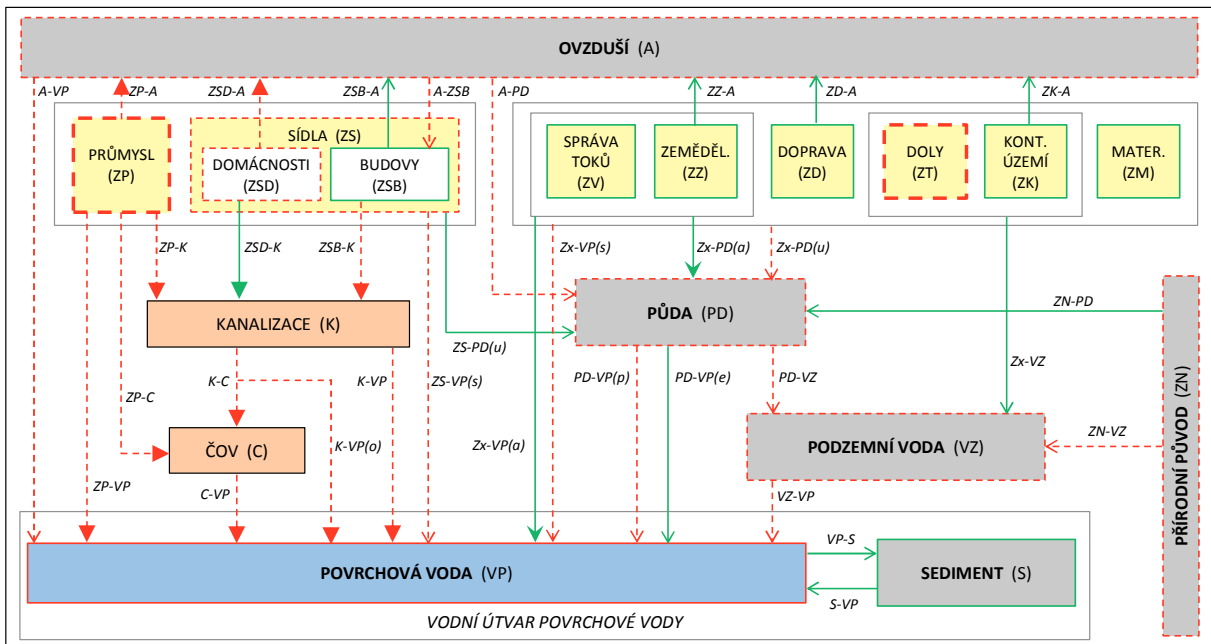 OVZDUŠÍ (A)
A-VP
ZP-A
ZSD-A
ZSB-A
A-ZSB
A-PD
ZZ-A
ZD-A
ZK-A
PRŮMYSL
(ZP)
SÍDLA (ZS)
DOMÁCNOSTI
(ZSD)
BUDOVY
(ZSB)
SPRÁVA
TOKŮ
(ZV)
ZEMĚDĚL.
(ZZ)
DOPRAVA
(ZD)
DOLY
(ZT)
KONT.
ÚZEMÍ
(ZK)
MATER.
(ZM)
ZP-K
ZSD-K
ZSB-K
Zx-VP(s)
Zx-PD(a)
Zx-PD(u)
KANALIZACE (K)
PŮDA (PD)
ZN-PD
ZS-PD(u)
ZP-C
K-C
K-VP
ZS-VP(s)
PD-VP(p)
PD-VP(e)
PD-VZ
Zx-VZ
ČOV (C)
K-VP(o)
Zx-VP(a)
PODZEMNÍ VODA (VZ)
ZN-VZ
PŘÍRODNÍ PŮVOD (ZN)
ZP-VP
C-VP
VZ-VP
POVRCHOVÁ VODA (VP)
VP-S
S-VP
SEDIMENT (S)
VODNÍ ÚTVAR POVRCHOVÉ VODY